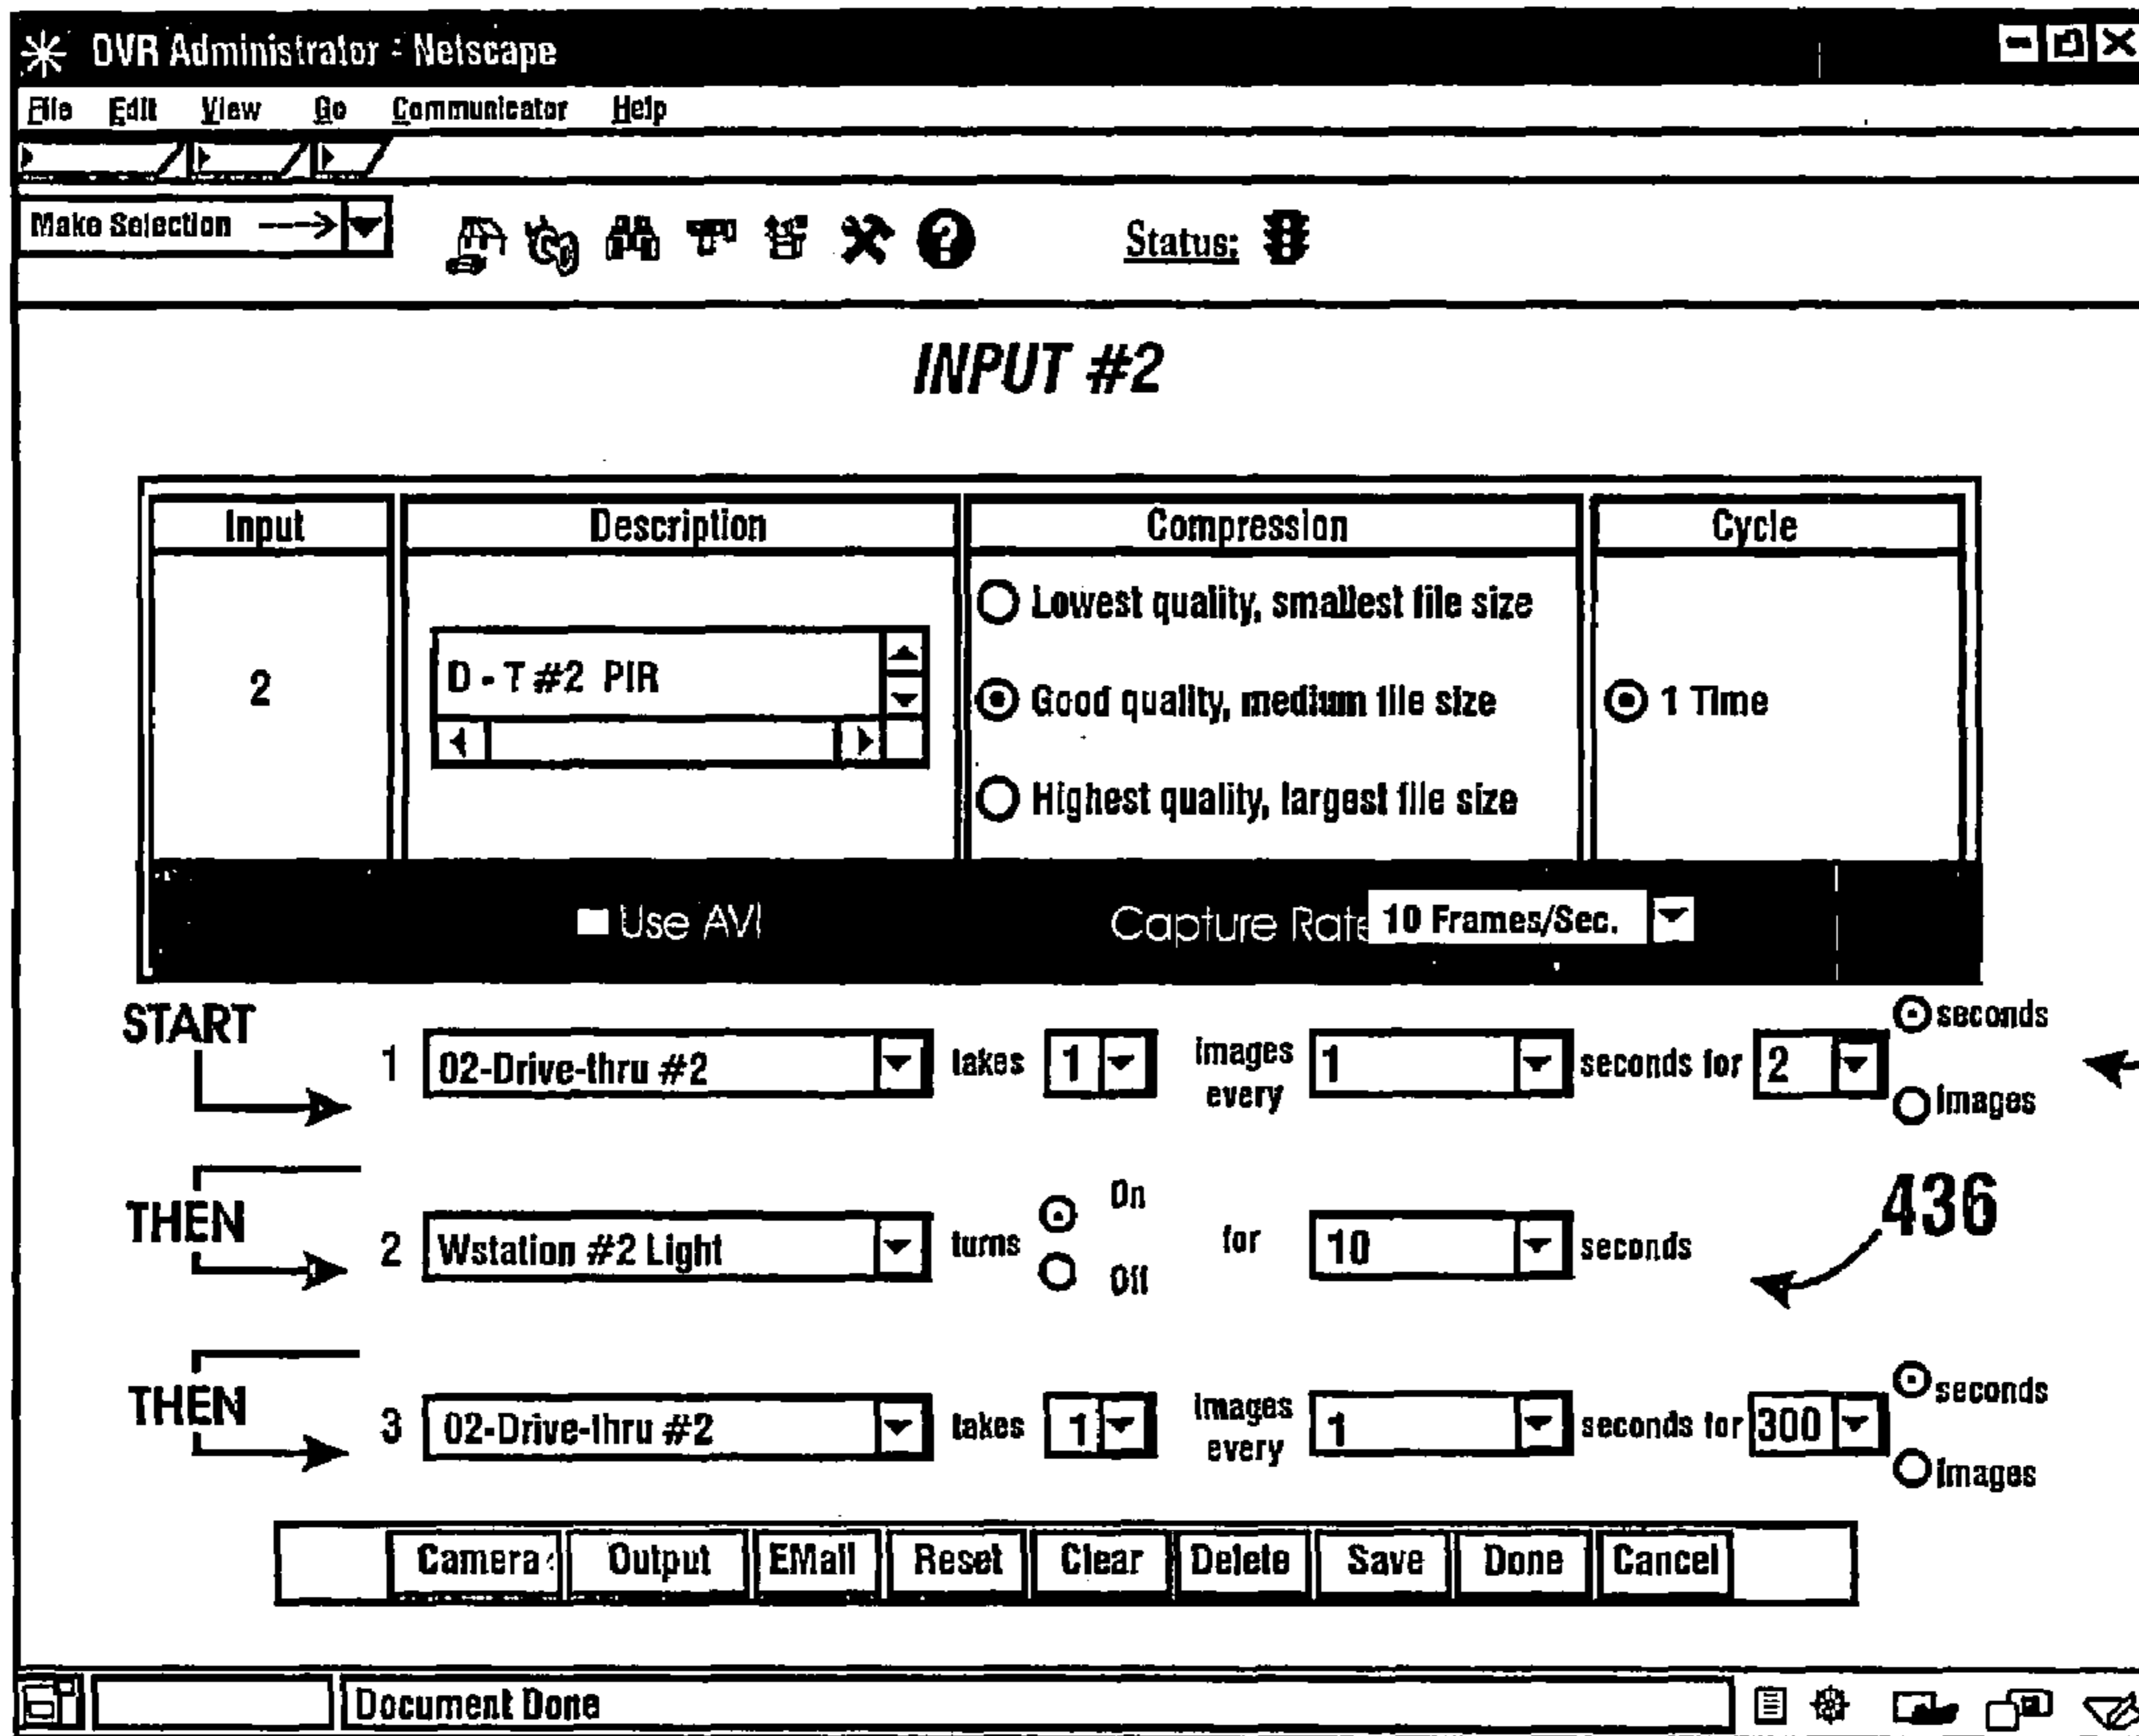 DVR Administrator - Netscape
File Edit View Go Communicator Help
Make Selection
Status:
INPUT #2
Input Description Compression Cycle
Lowest quality, smallest file size
2 D - T #2 PIR Good quality, medium file size 1 Time
Highest quality, largest file size
Use AVI Capture Rate 10 Frames/Sec.
START
1 02-Drive-thru #2 takes 1 images every 1 seconds for 2 seconds images
THEN
2 Wstation #2 Light turns On Off for 10 seconds
436
THEN
3 02-Drive-thru #2 takes 1 images every 1 seconds for 300 seconds images
Camera Output EMail Reset Clear Delete Save Done Cancel
Document Done